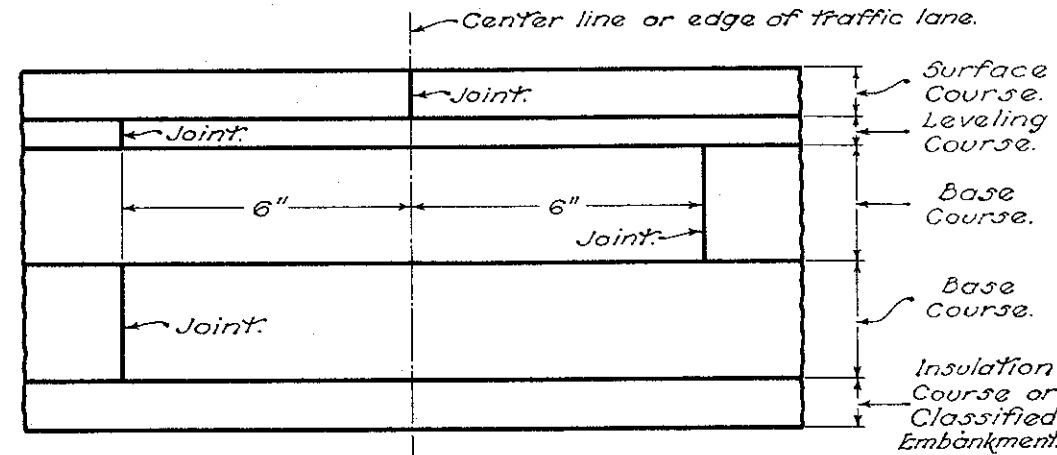 Center line or edge of traffic lane.
Joint.
Surface
Course.
Joint.
Leveling
Course.
6"
6"
Base
Course.
Joint.
Joint.
Base
Course.
Insulation
Course or
Classified
Embankment.